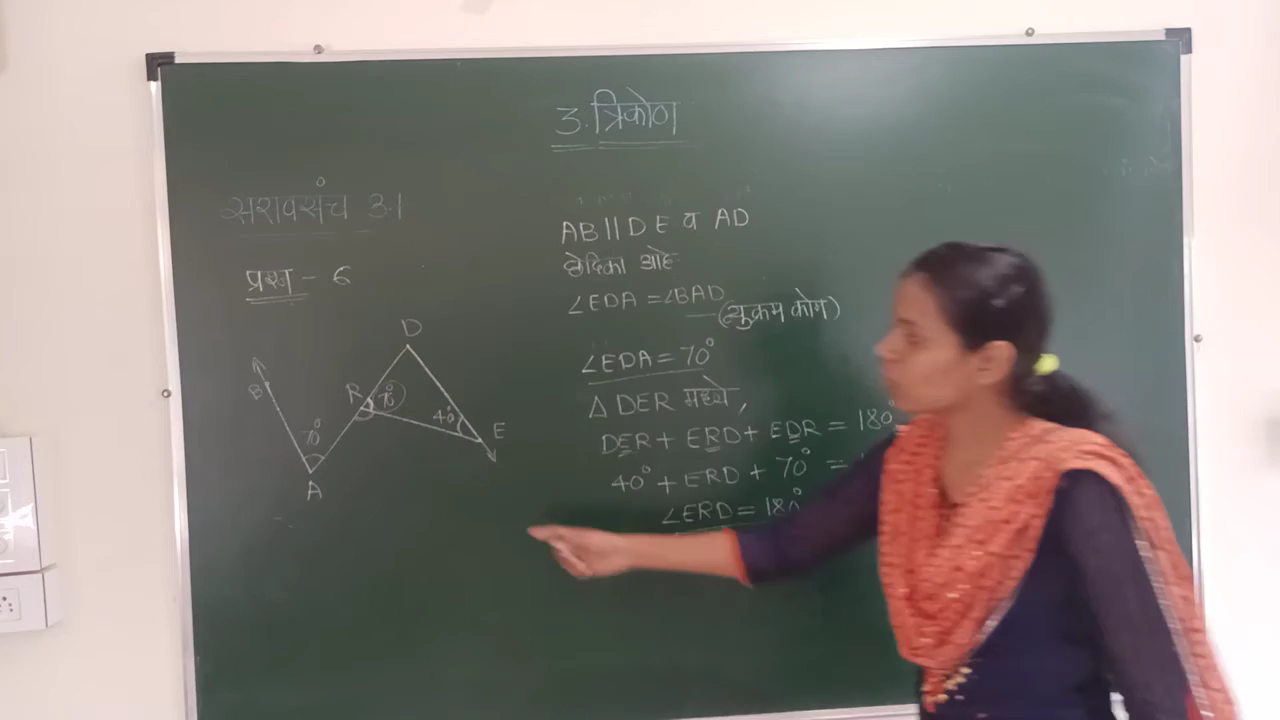 3. त्रिकोण
सरावसंच 3.1
प्रश्न - 6
AB || DE व AD
छेदिका आहे
∠EDA = ∠BAD
— (व्युक्रम कोन)
∠EDA = 70°
Δ DER मध्ये,
DER + ERD + EDR = 180°
40° + ERD + 70° =
∠ERD = 180°
D
B
R 70°
40°
E
70°
A